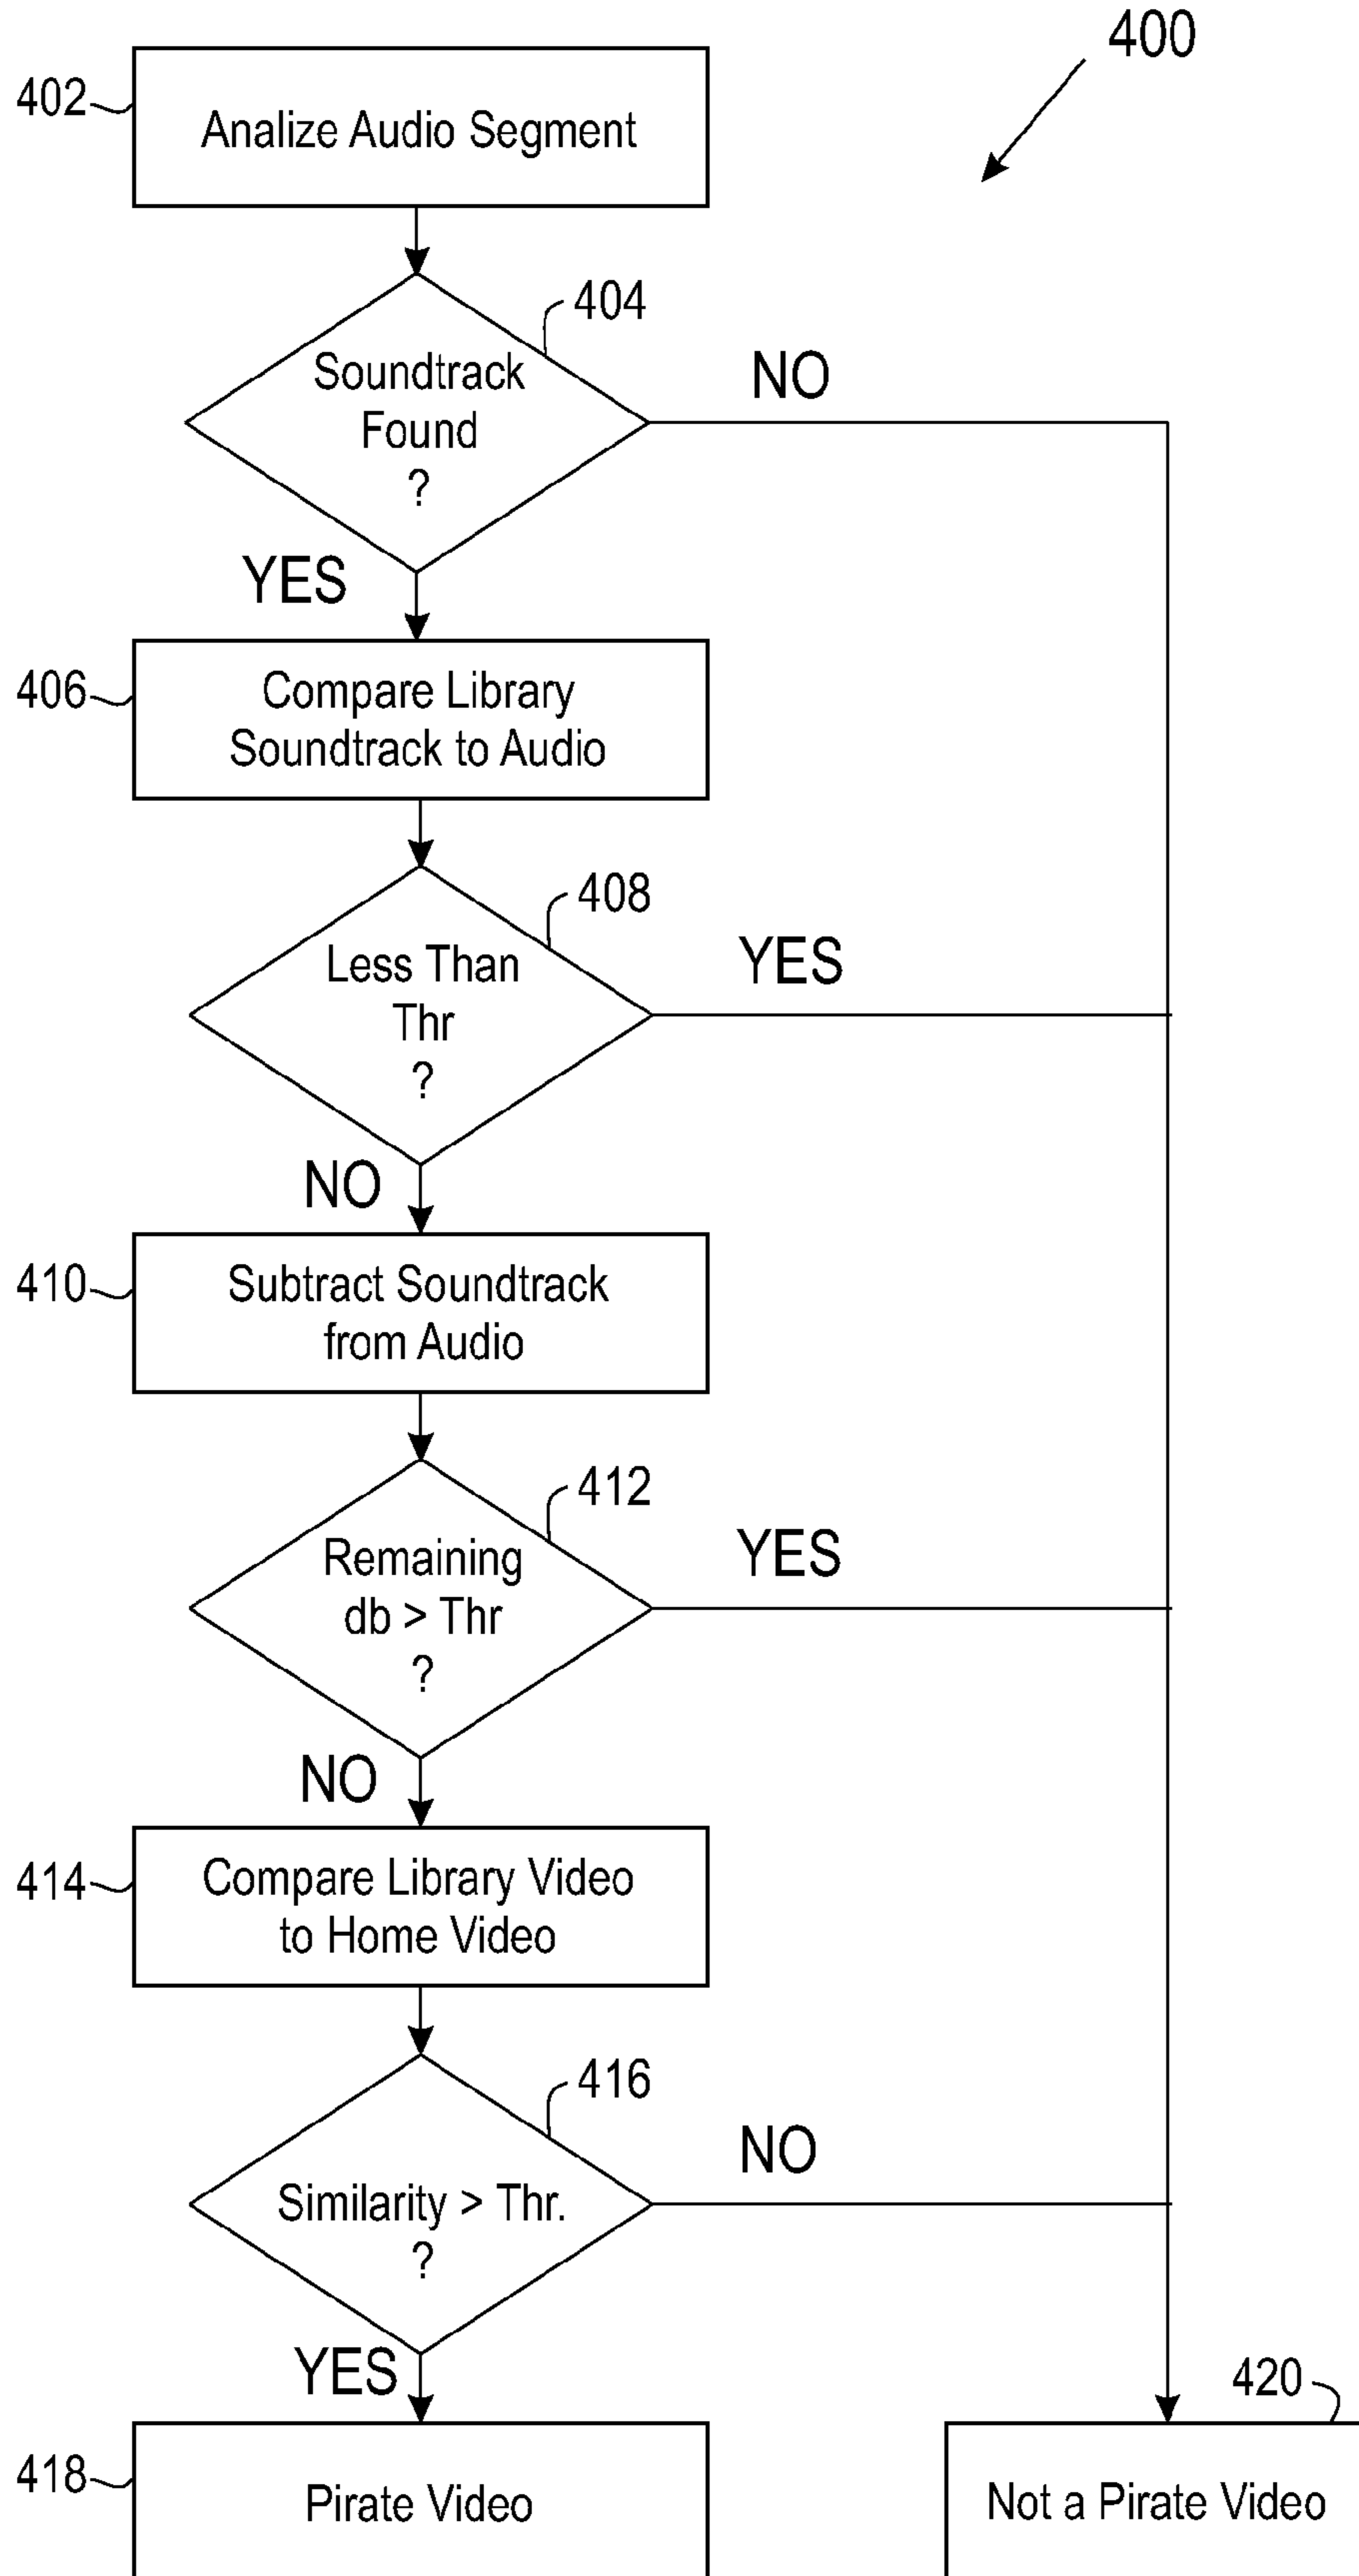 400
402
Analize Audio Segment
404
Soundtrack
Found
?
NO
YES
406
Compare Library
Soundtrack to Audio
408
Less Than
Thr
?
YES
NO
410
Subtract Soundtrack
from Audio
412
Remaining
db > Thr
?
YES
NO
414
Compare Library Video
to Home Video
416
Similarity > Thr.
?
NO
YES
418
Pirate Video
420
Not a Pirate Video